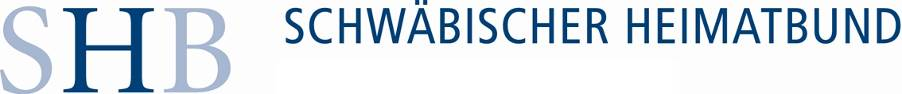 SHB SCHWÄBISCHER HEIMATBUND